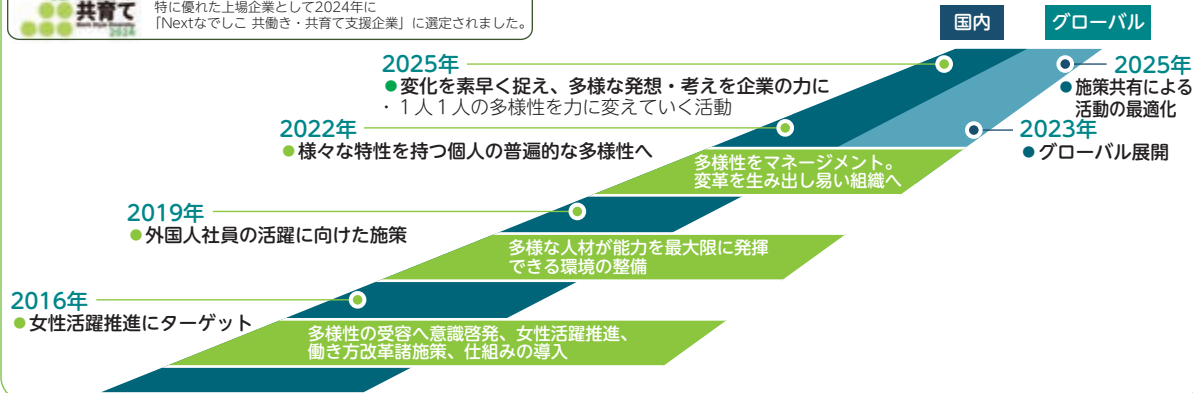 共育て
2024
特に優れた上場企業として2024年に
「Nextなでしこ 共働き・共育て支援企業」に選定されました。
国内
グローバル
2025年
●変化を素早く捉え、多様な発想・考えを企業の力に
・１人１人の多様性を力に変えていく活動
2025年
●施策共有による
活動の最適化
2022年
●様々な特性を持つ個人の普遍的な多様性へ
2023年
●グローバル展開
多様性をマネージメント。
変革を生み出し易い組織へ
2019年
●外国人社員の活躍に向けた施策
多様な人材が能力を最大限に発揮
できる環境の整備
2016年
●女性活躍推進にターゲット
多様性の受容へ意識啓発、女性活躍推進、
働き方改革諸施策、仕組みの導入